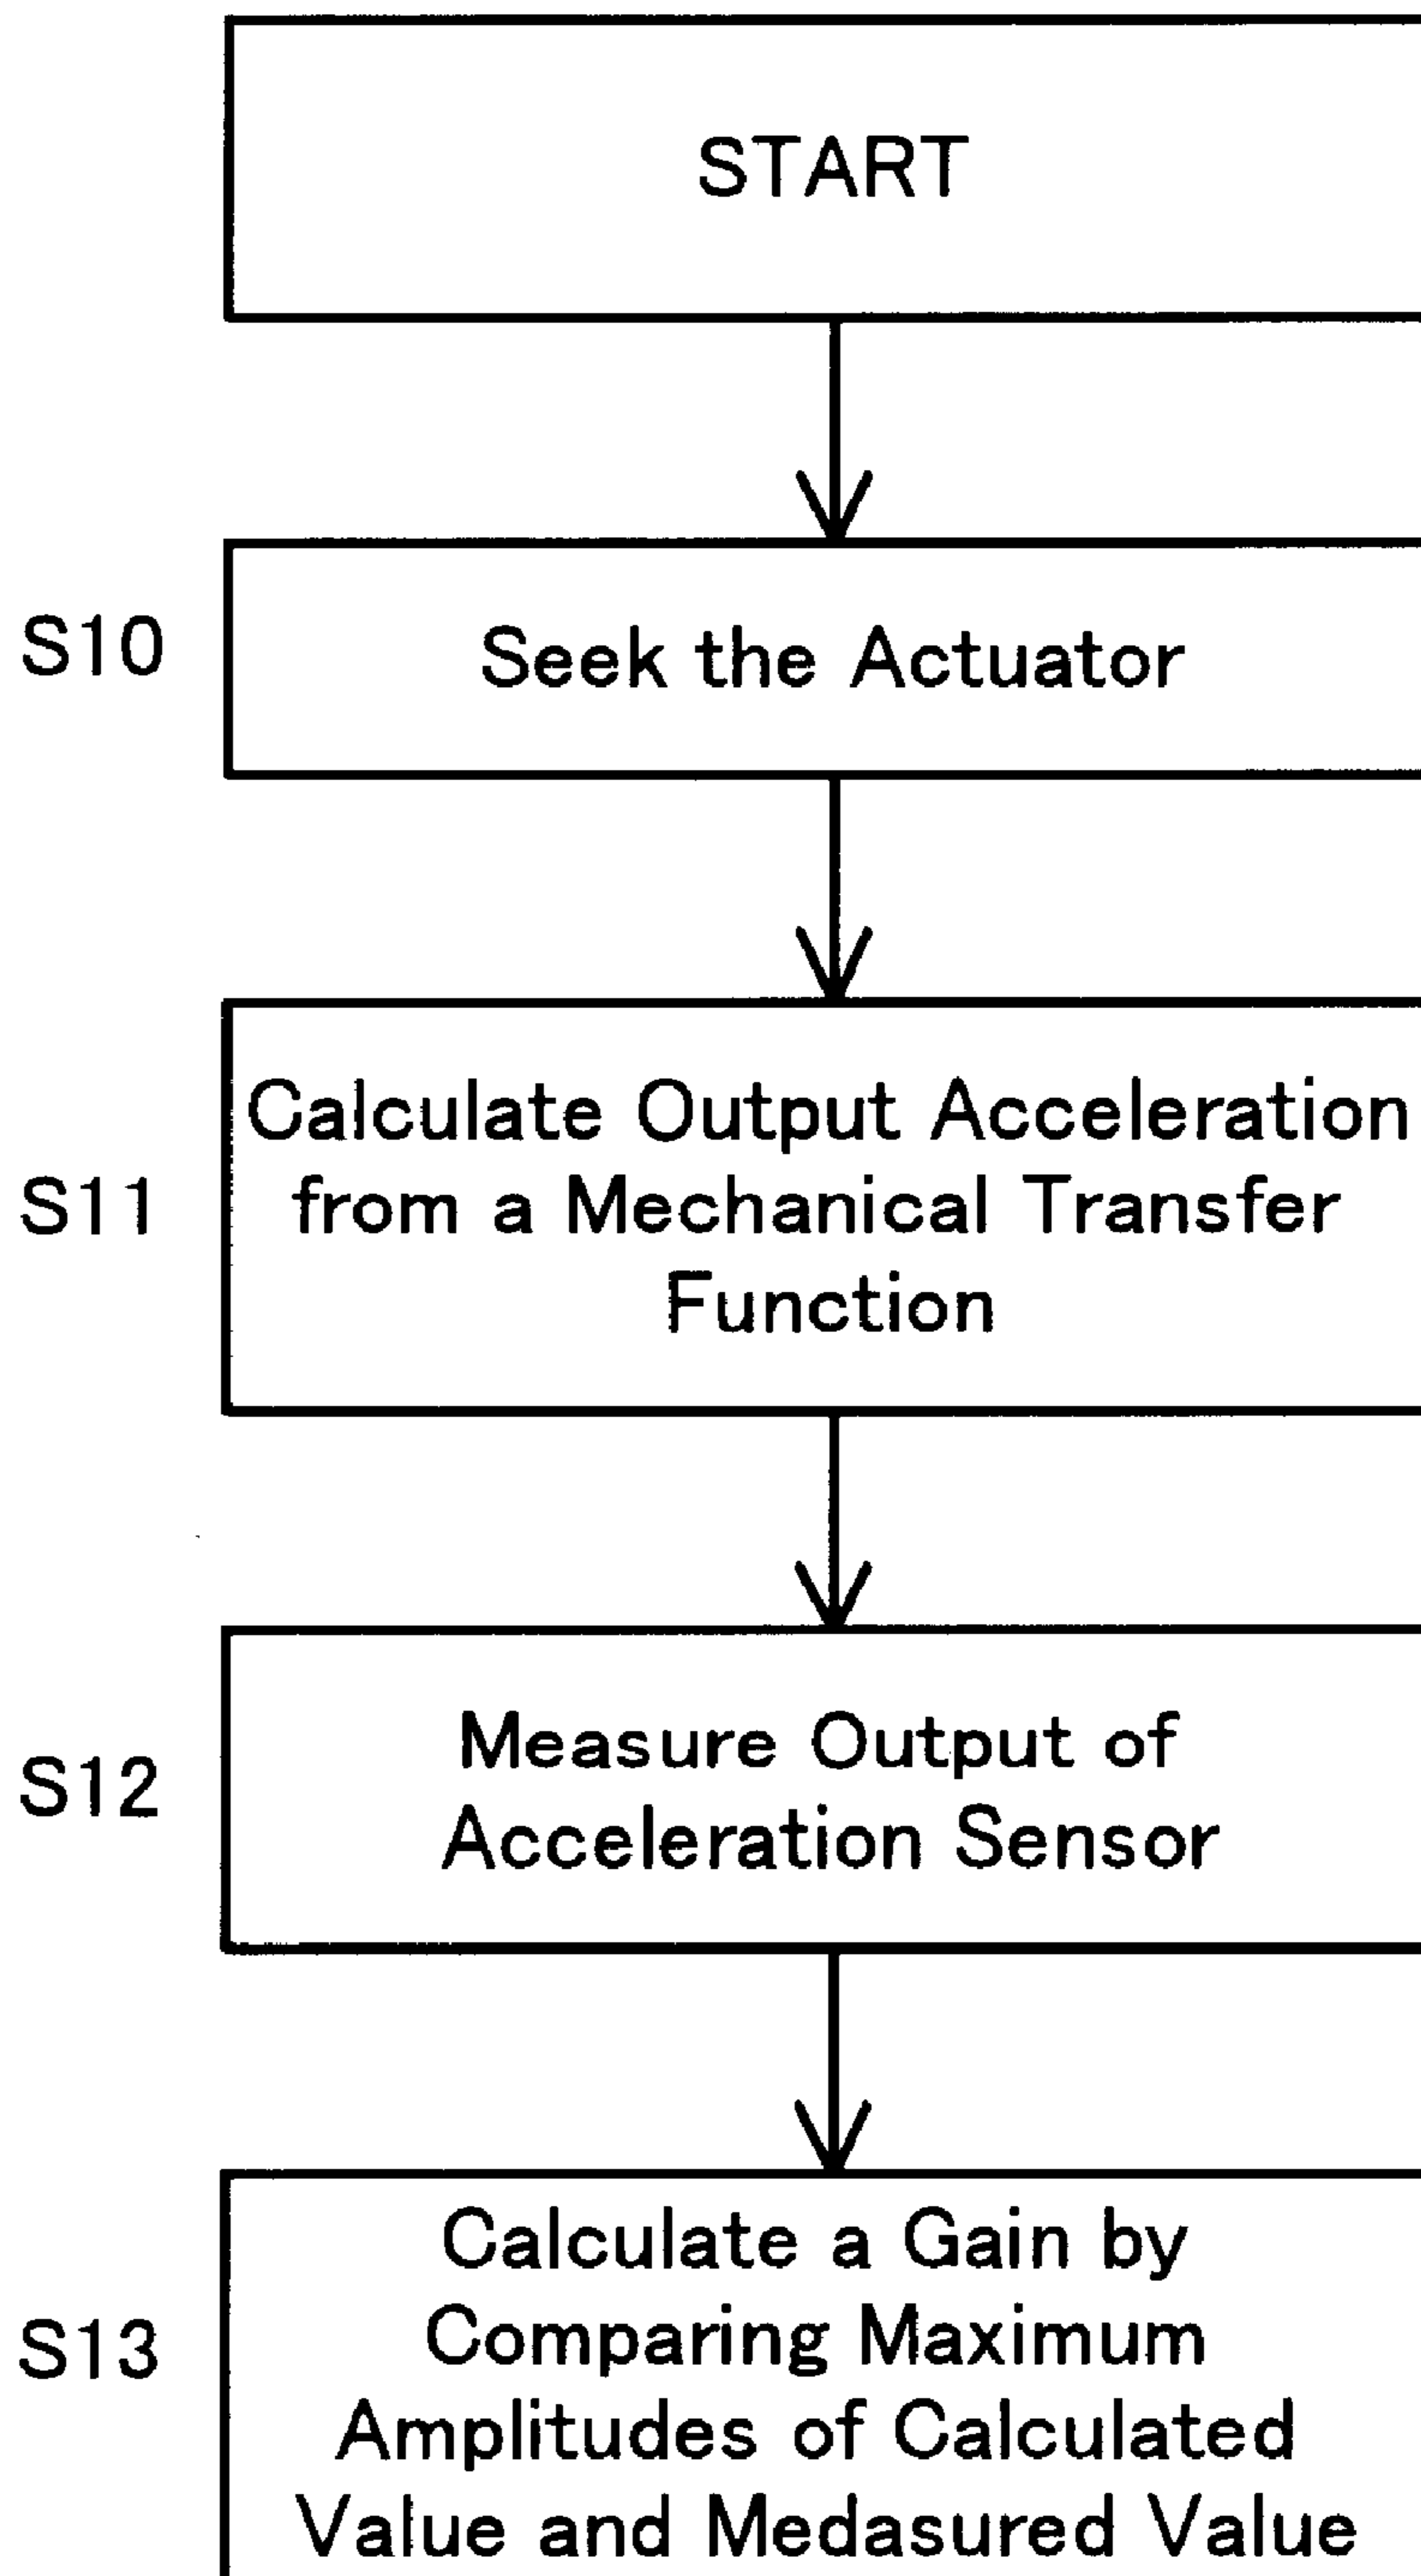 START
S10
Seek the Actuator
S11
Calculate Output Acceleration
from a Mechanical Transfer
Function
S12
Measure Output of
Acceleration Sensor
S13
Calculate a Gain by
Comparing Maximum
Amplitudes of Calculated
Value and Medasured Value